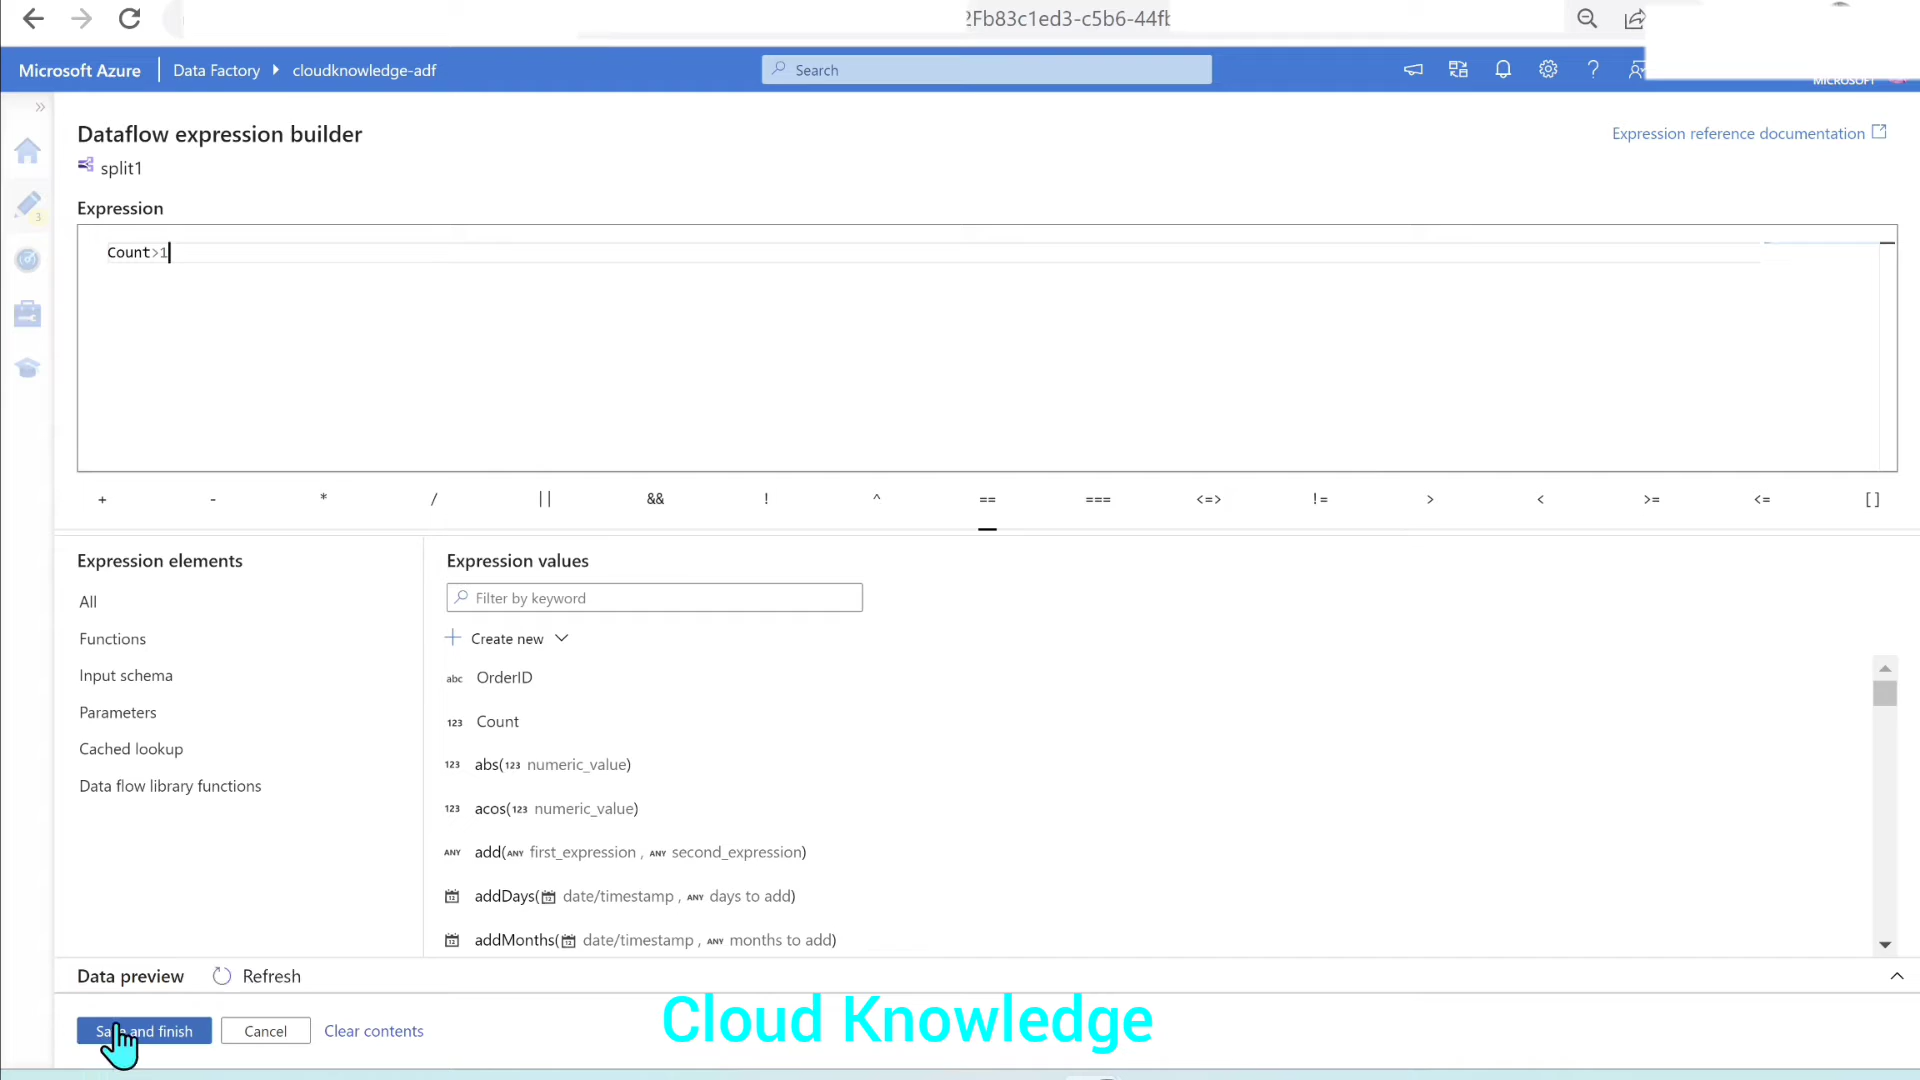 2Fb83c1ed3-c5b6-44fb
Microsoft Azure
Data Factory
cloudknowledge-adf
Search
Dataflow expression builder
Expression reference documentation
split1
3
Expression
Count>1
+ - * / || && ! ^ == === <=> != > < >= <= []
Expression elements
All
Functions
Input schema
Parameters
Cached lookup
Data flow library functions
Expression values
Filter by keyword
Create new
abc OrderID
123 Count
123 abs(123 numeric_value)
123 acos(123 numeric_value)
ANY add(ANY first_expression , ANY second_expression)
addDays( date/timestamp , ANY days to add)
addMonths( date/timestamp , ANY months to add)
Data preview
Refresh
Save and finish
Cancel
Clear contents
Cloud Knowledge